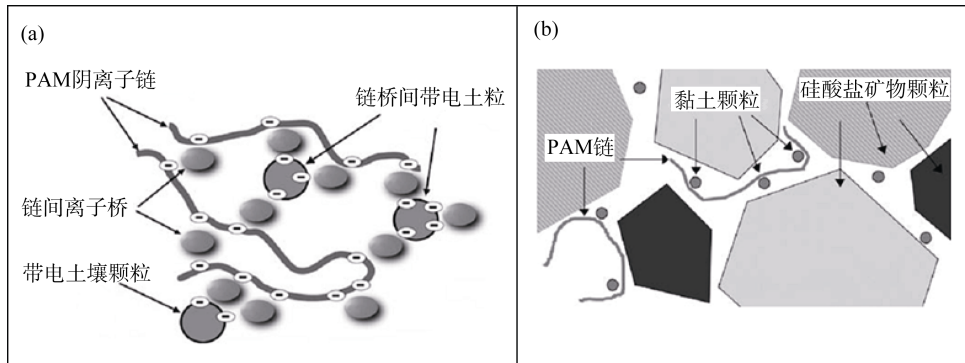 (a)
PAM阴离子链
链桥间带电土粒
链间离子桥
带电土壤颗粒
(b)
黏土颗粒
硅酸盐矿物颗粒
PAM链